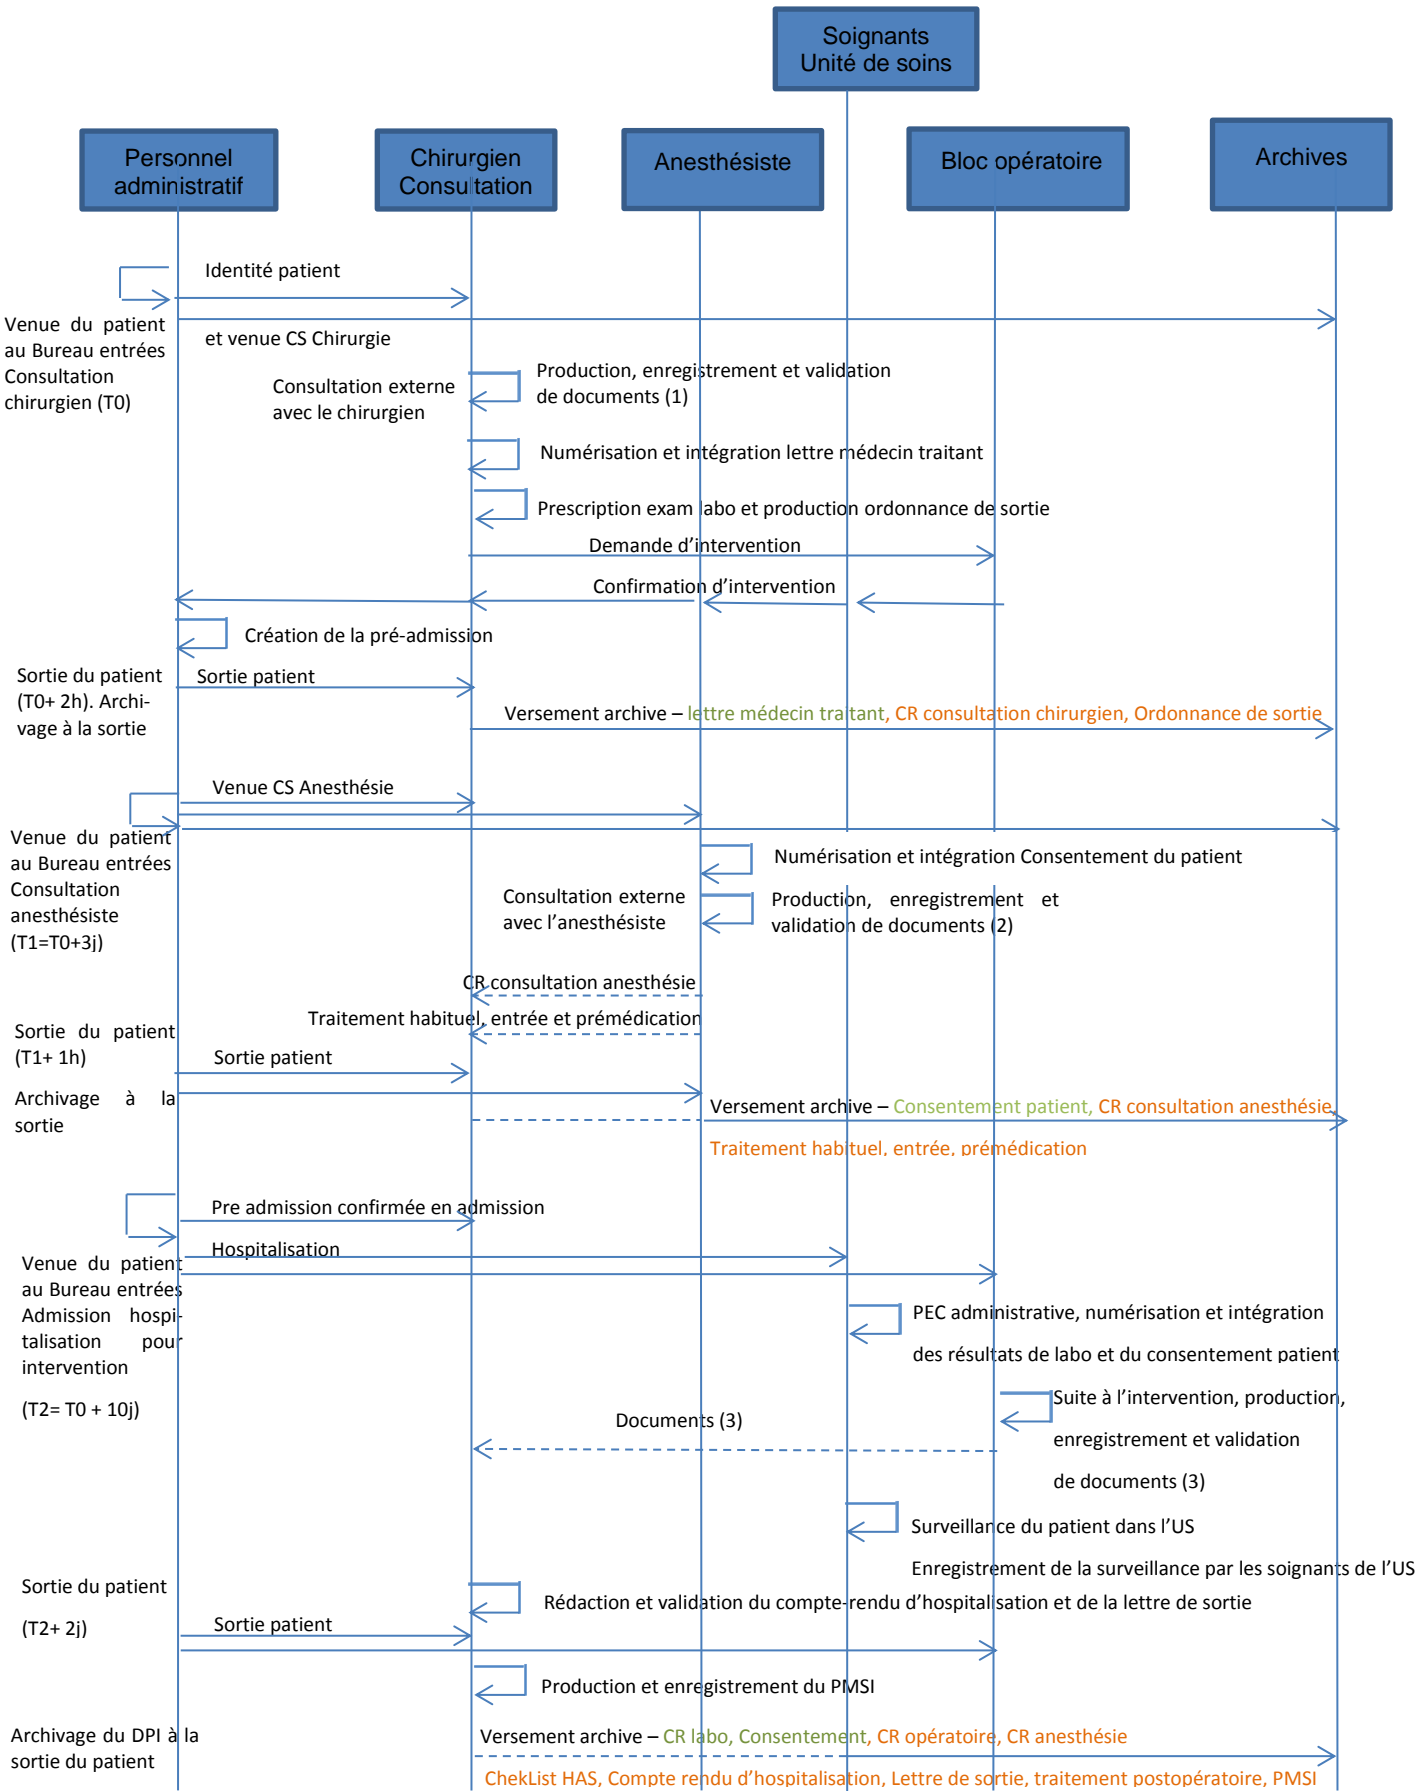 Soignants
Unité de soins
Personnel
administratif
Chirurgien
Consultation
Anesthésiste
Bloc opératoire
Archives
Identité patient
Venue du patient
au Bureau entrées
Consultation
chirurgien (T0)
et venue CS Chirurgie
Consultation externe
avec le chirurgien
Production, enregistrement et validation
de documents (1)
Numérisation et intégration lettre médecin traitant
Prescription exam labo et production ordonnance de sortie
Demande d’intervention
Confirmation d’intervention
Création de la pré-admission
Sortie du patient
(T0+ 2h). Archi-
vage à la sortie
Sortie patient
Versement archive – lettre médecin traitant, CR consultation chirurgien, Ordonnance de sortie
Venue CS Anesthésie
Venue du patient
au Bureau entrées
Consultation
anesthésiste
(T1=T0+3j)
Numérisation et intégration Consentement du patient
Consultation externe
avec l’anesthésiste
Production, enregistrement et
validation de documents (2)
CR consultation anesthésie
Traitement habituel, entrée et prémédication
Sortie du patient
(T1+ 1h)
Sortie patient
Archivage à la
sortie
Versement archive – Consentement patient, CR consultation anesthésie,
Traitement habituel, entrée, prémédication
Pre admission confirmée en admission
Hospitalisation
Venue du patient
au Bureau entrées
Admission hospi-
talisation pour
intervention
(T2= T0 + 10j)
PEC administrative, numérisation et intégration
des résultats de labo et du consentement patient
Suite à l’intervention, production,
enregistrement et validation
de documents (3)
Documents (3)
Surveillance du patient dans l’US
Enregistrement de la surveillance par les soignants de l’US
Sortie du patient
(T2+ 2j)
Rédaction et validation du compte-rendu d’hospitalisation et de la lettre de sortie
Sortie patient
Production et enregistrement du PMSI
Archivage du DPI à la
sortie du patient
Versement archive – CR labo, Consentement, CR opératoire, CR anesthésie
ChekList HAS, Compte rendu d’hospitalisation, Lettre de sortie, traitement postopératoire, PMSI